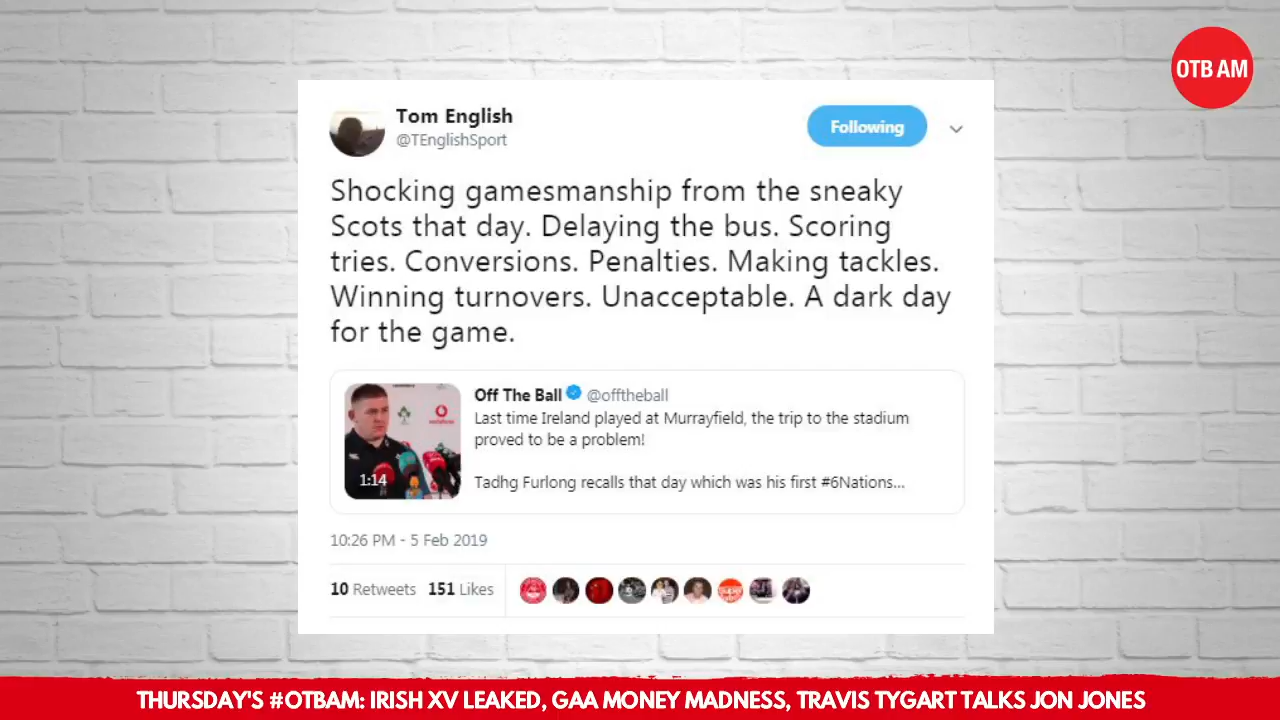 OTB AM
Tom English
@TEnglishSport
Following
Shocking gamesmanship from the sneaky
Scots that day. Delaying the bus. Scoring
tries. Conversions. Penalties. Making tackles.
Winning turnovers. Unacceptable. A dark day
for the game.
Off The Ball @offtheball
Last time Ireland played at Murrayfield, the trip to the stadium
proved to be a problem!
Tadhg Furlong recalls that day which was his first #6Nations...
1:14
10:26 PM - 5 Feb 2019
10 Retweets 151 Likes
THURSDAY'S #OTBAM: IRISH XV LEAKED, GAA MONEY MADNESS, TRAVIS TYGART TALKS JON JONES